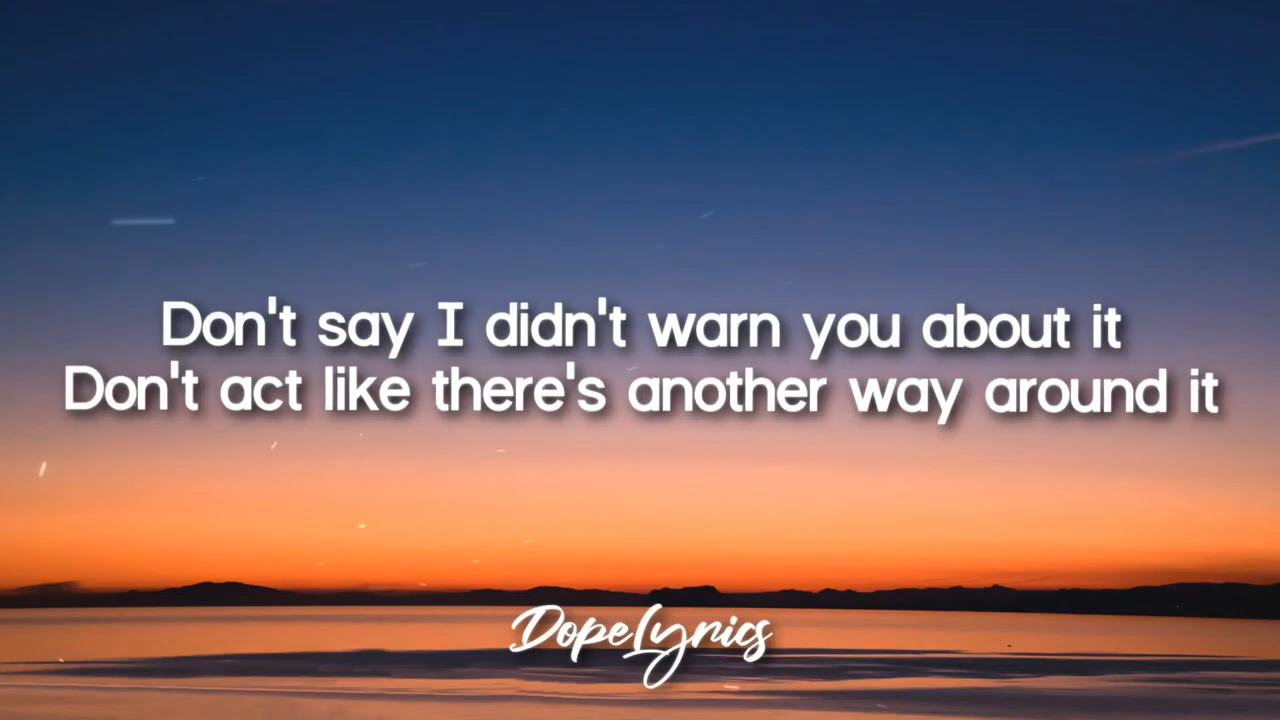 Don't say I didn't warn you about it
Don't act like there's another way around it
DopeLyrics